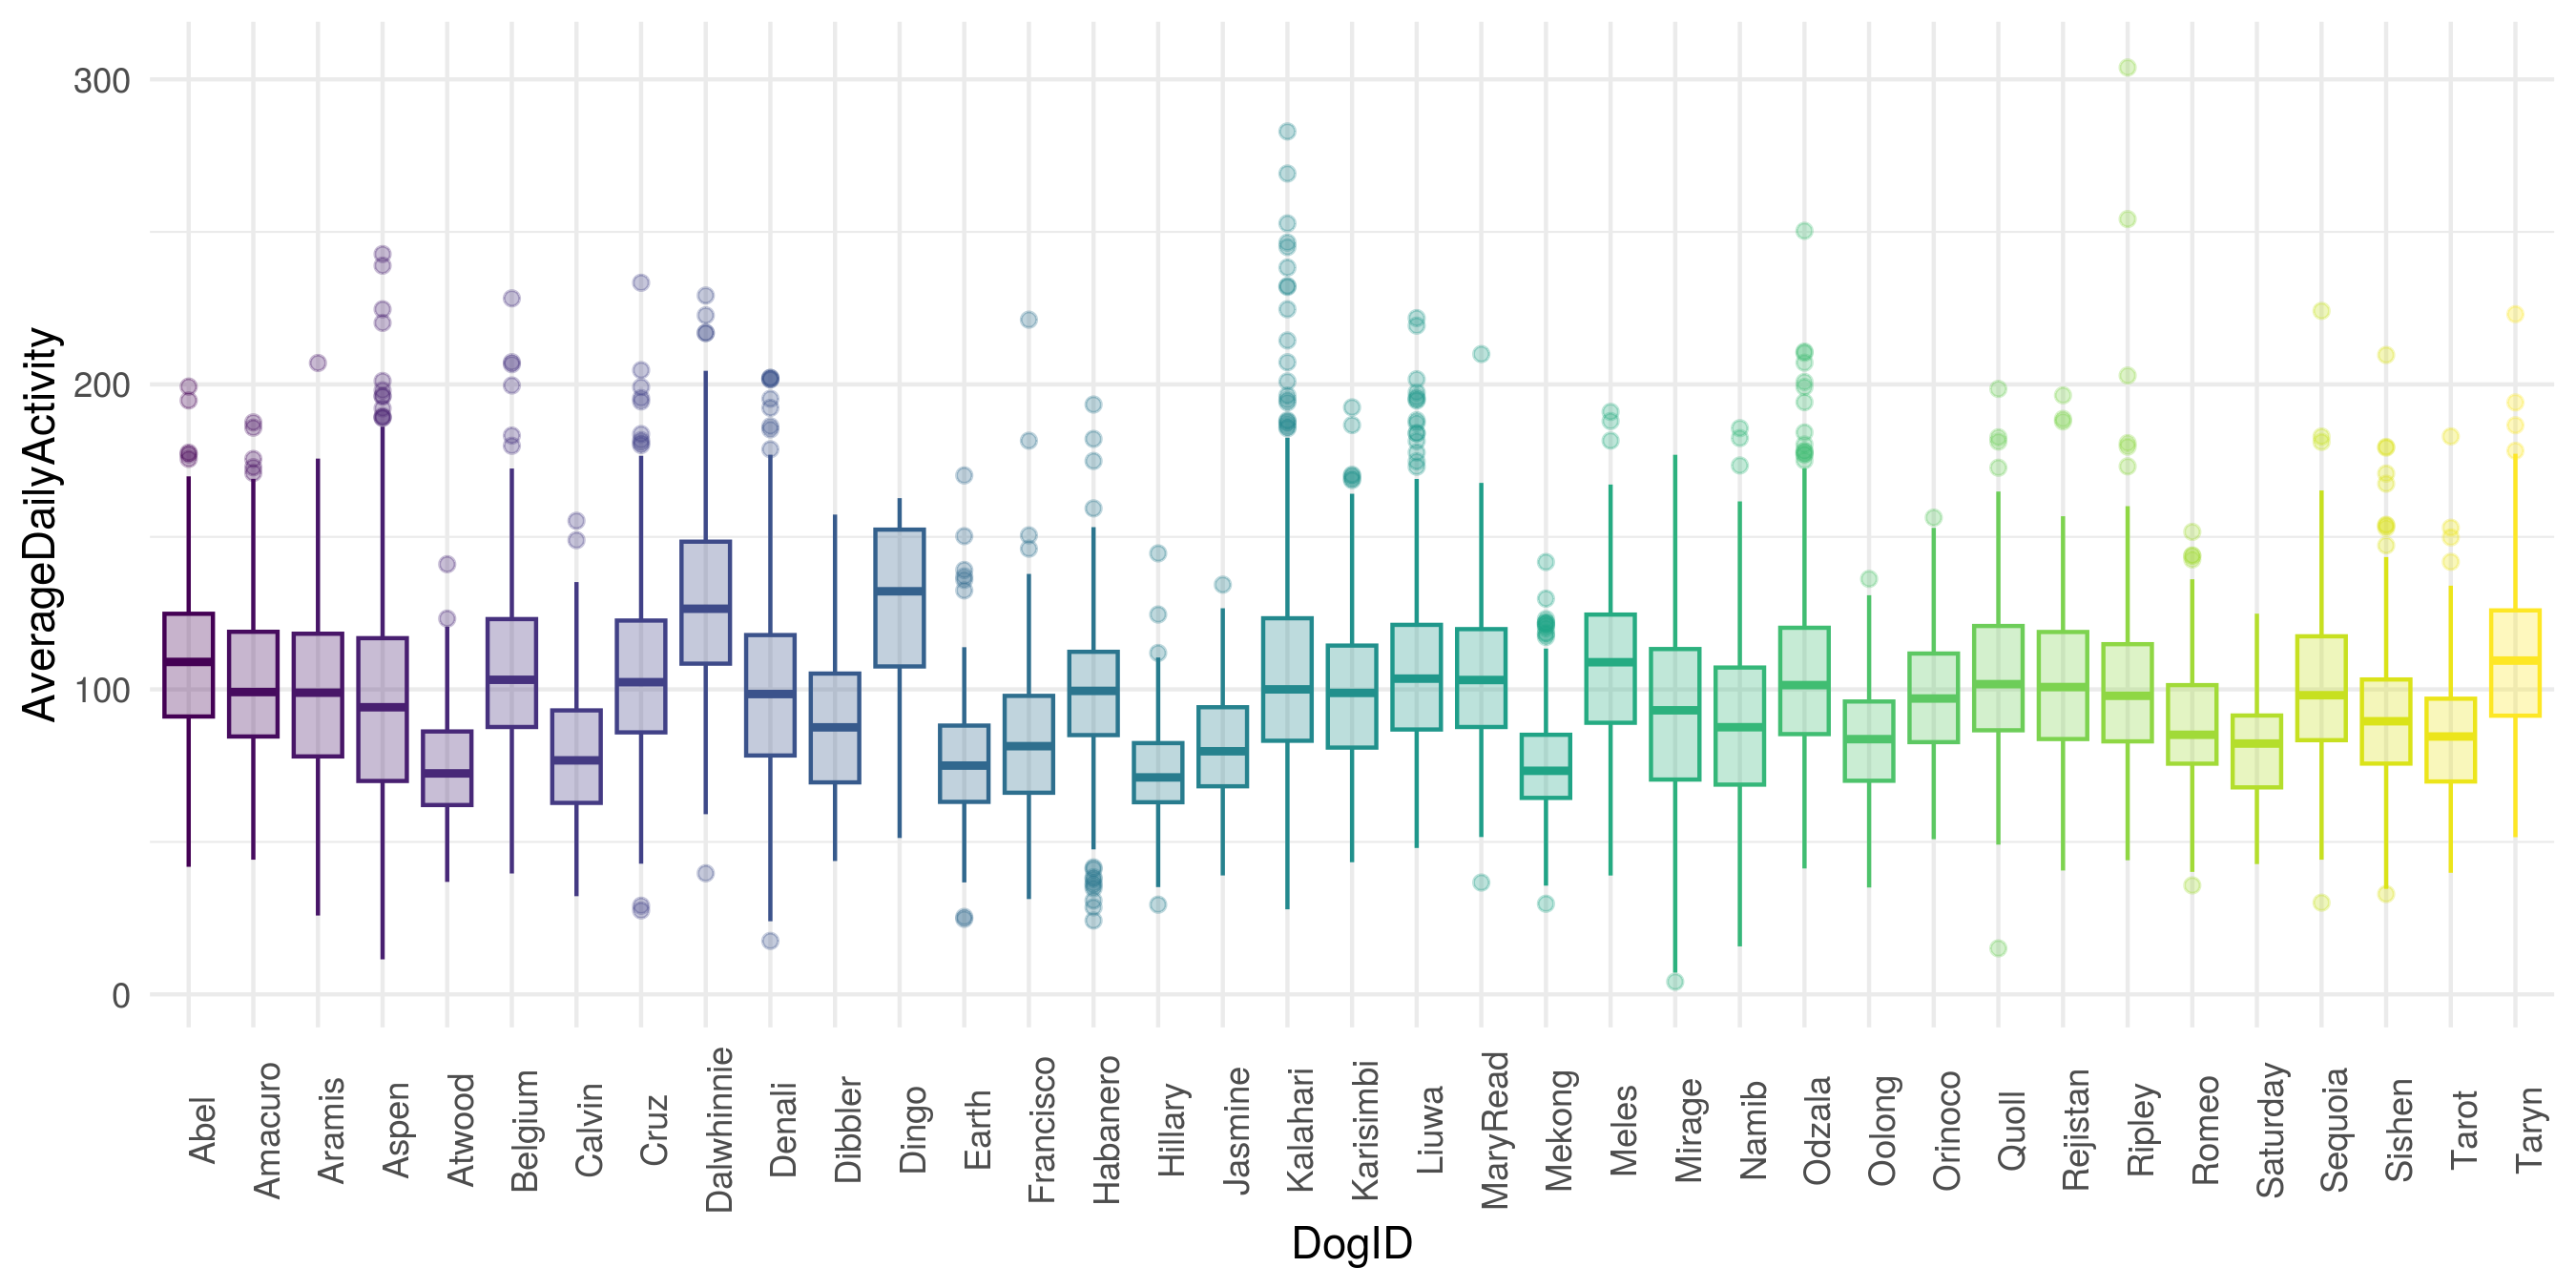 AverageDailyActivity
300
200
100
0
Abel
Amacuro
Aramis
Aspen
Atwood
Belgium
Calvin
Cruz
Dalwhinnie
Denali
Dibbler
Dingo
Earth
Francisco
Habanero
Hillary
Jasmine
Kalahari
Karisimbi
Liuwa
MaryRead
Mekong
Meles
Mirage
Namib
Odzala
Oolong
Orinoco
Quoll
Rejistan
Ripley
Romeo
Saturday
Sequoia
Sishen
Tarot
Taryn
DogID